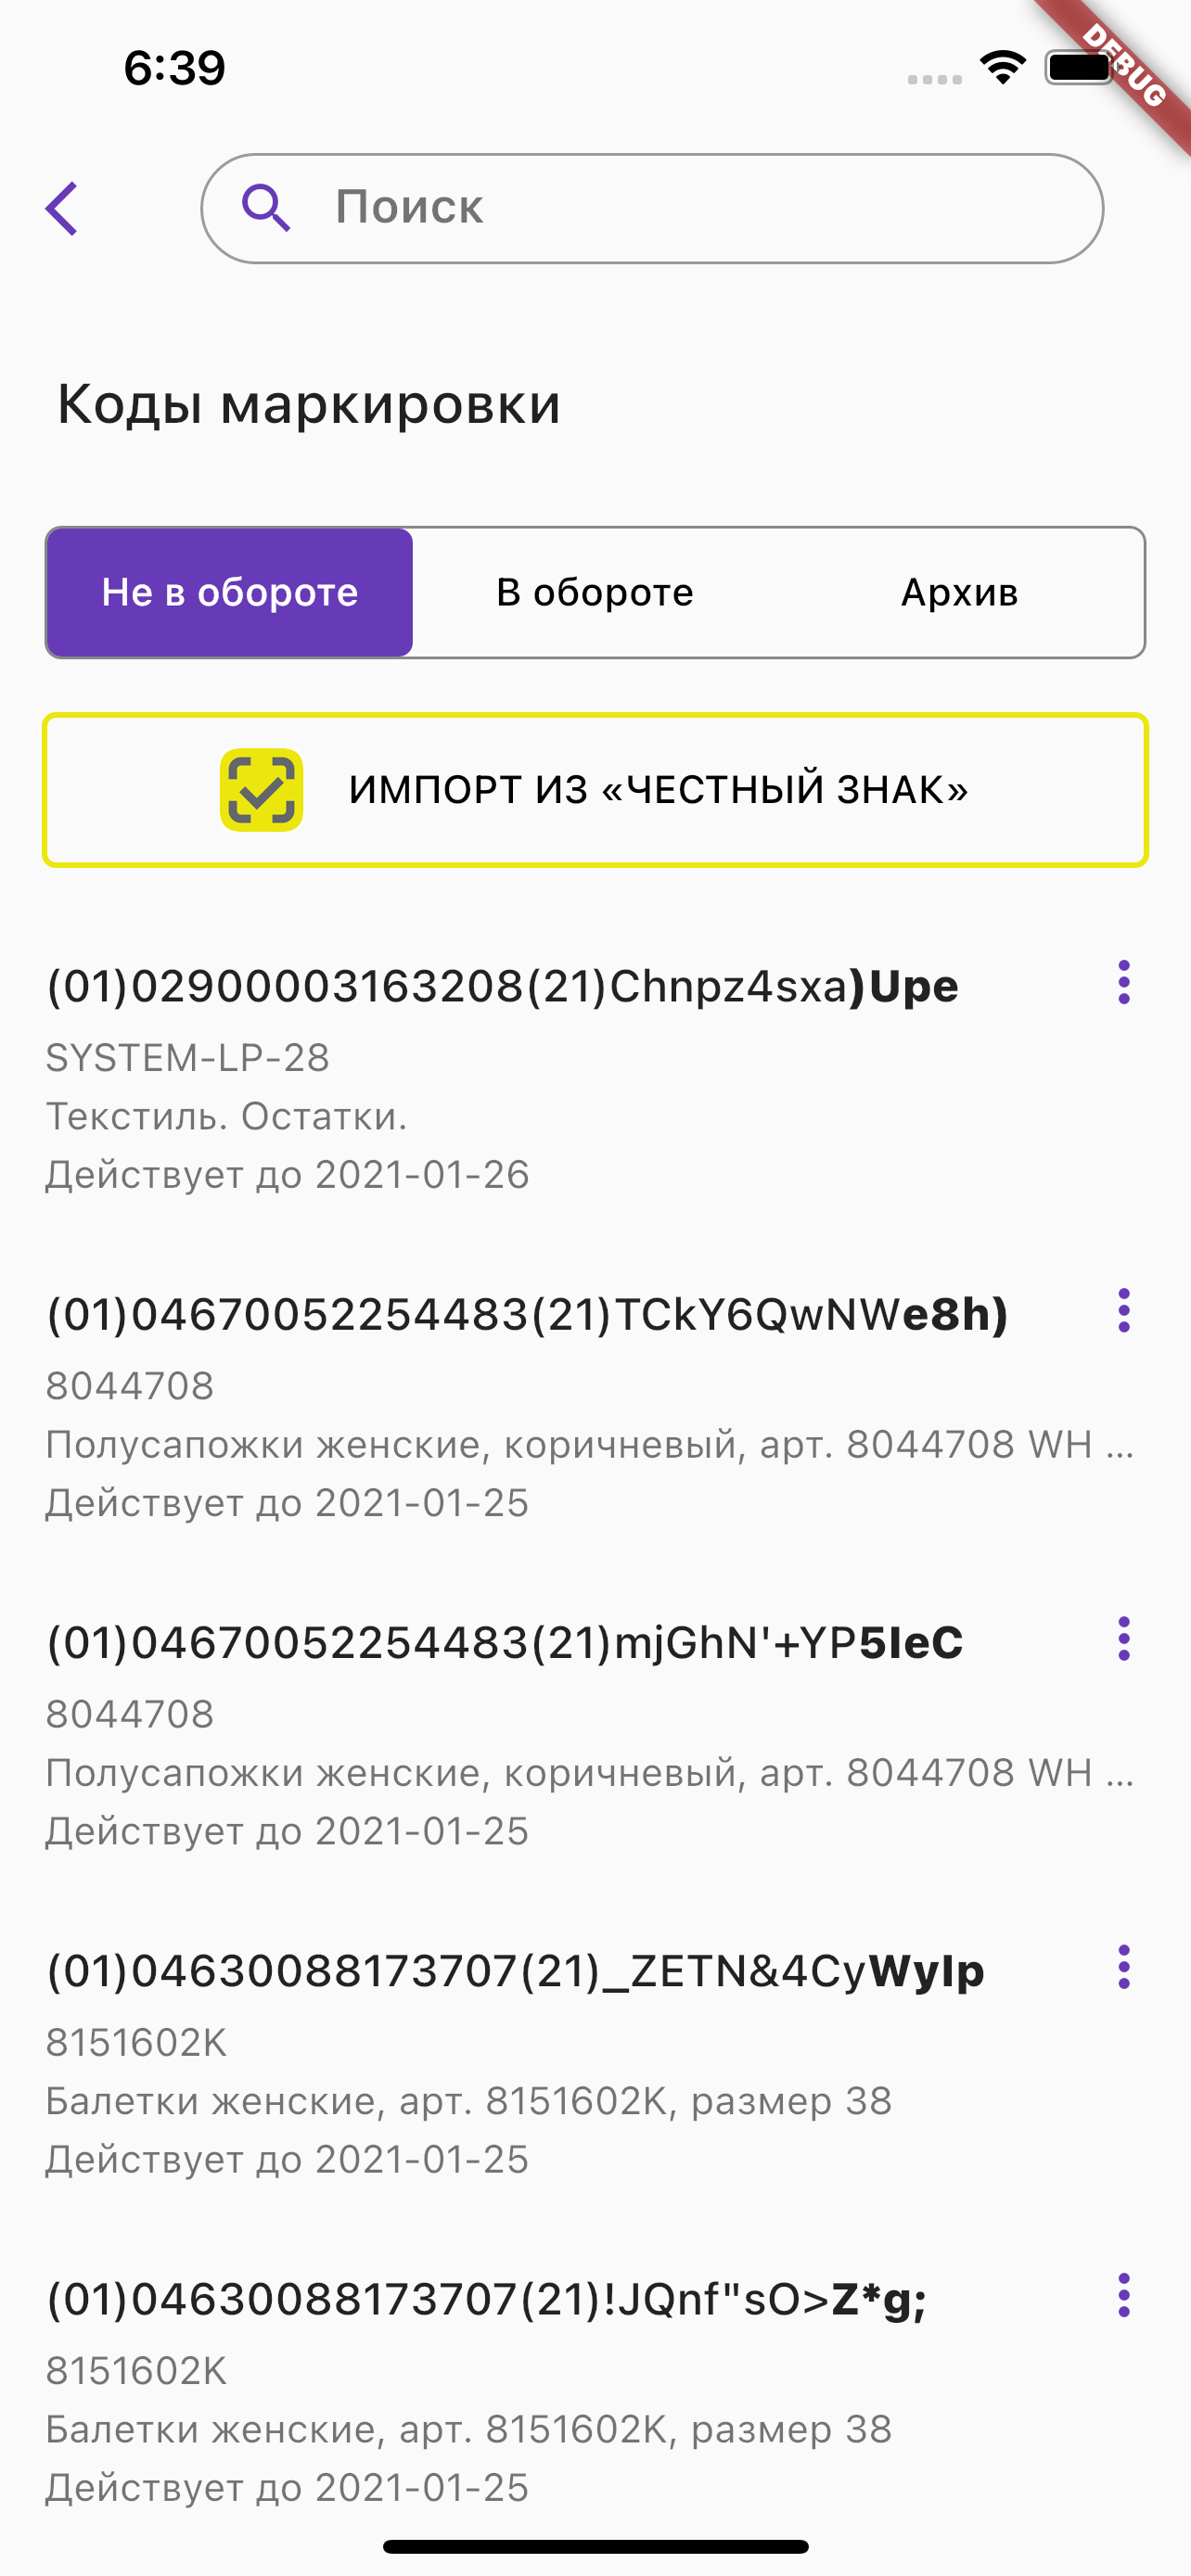 6:39
DEBUG
Поиск
Коды маркировки
Не в обороте
В обороте
Архив
ИМПОРТ ИЗ «ЧЕСТНЫЙ ЗНАК»
(01)02900003163208(21)Chnpz4sxa)Upe
SYSTEM-LP-28
Текстиль. Остатки.
Действует до 2021-01-26
(01)04670052254483(21)TCkY6QwNWe8h)
8044708
Полусапожки женские, коричневый, арт. 8044708 WH ...
Действует до 2021-01-25
(01)04670052254483(21)mjGhN'+YP5IeC
8044708
Полусапожки женские, коричневый, арт. 8044708 WH ...
Действует до 2021-01-25
(01)04630088173707(21)_ZETN&4CyWyIp
8151602K
Балетки женские, арт. 8151602K, размер 38
Действует до 2021-01-25
(01)04630088173707(21)!JQnf"sO>Z*g;
8151602K
Балетки женские, арт. 8151602K, размер 38
Действует до 2021-01-25